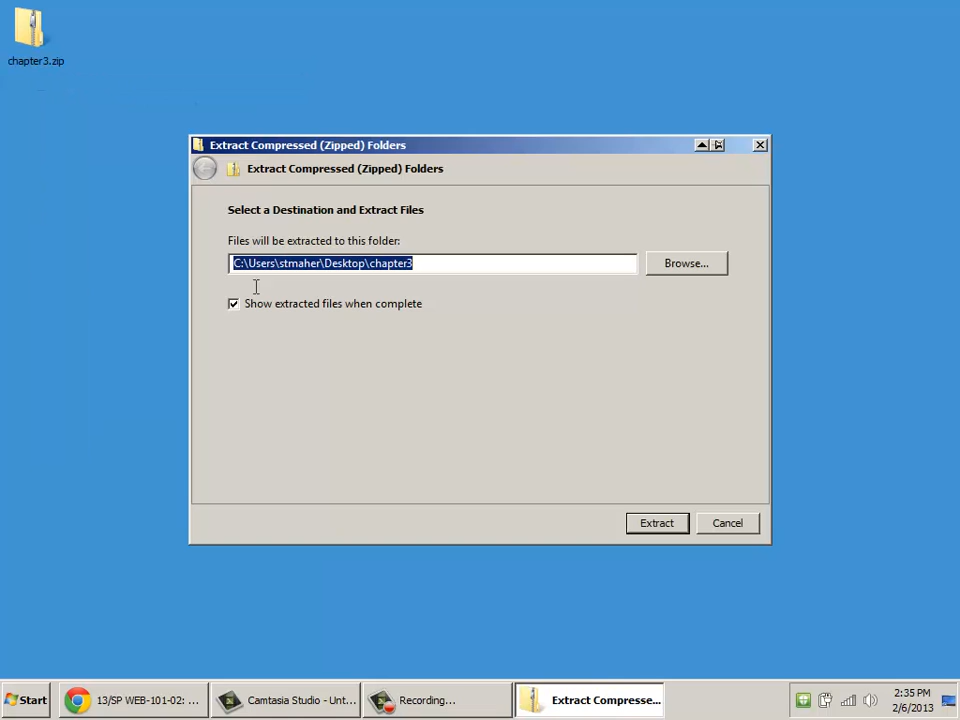 chapter3.zip
Extract Compressed (Zipped) Folders
Extract Compressed (Zipped) Folders
Select a Destination and Extract Files
Files will be extracted to this folder:
C:\Users\stmaher\Desktop\chapter3
Browse...
Show extracted files when complete
Extract
Cancel
Start
13/SP WEB-101-02: ...
Camtasia Studio - Unt...
Recording...
Extract Compresse...
2:35 PM
2/6/2013